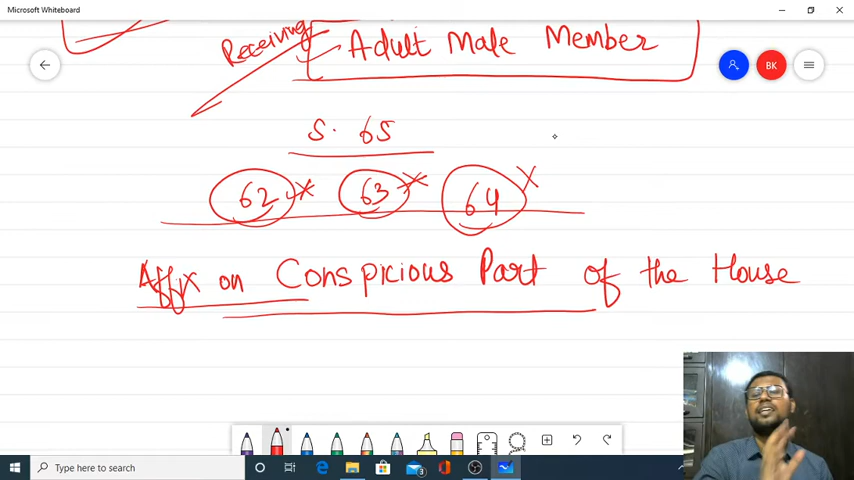 Microsoft Whiteboard
Receiving
Adult Male Member
BK
S. 65
62 x 63 x 64 x
Affix on Conspicious Part of the House
3
Type here to search